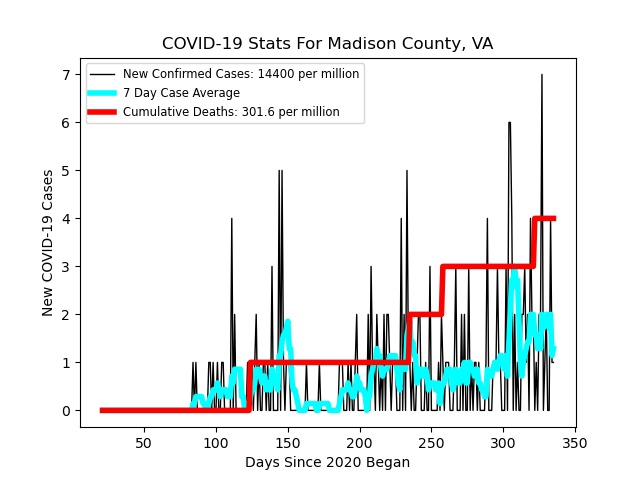 COVID-19 Stats For Madison County, VA
New Confirmed Cases: 14400 per million
7 Day Case Average
Cumulative Deaths: 301.6 per million
New COVID-19 Cases
7
6
5
4
3
2
1
0
50 100 150 200 250 300 350
Days Since 2020 Began